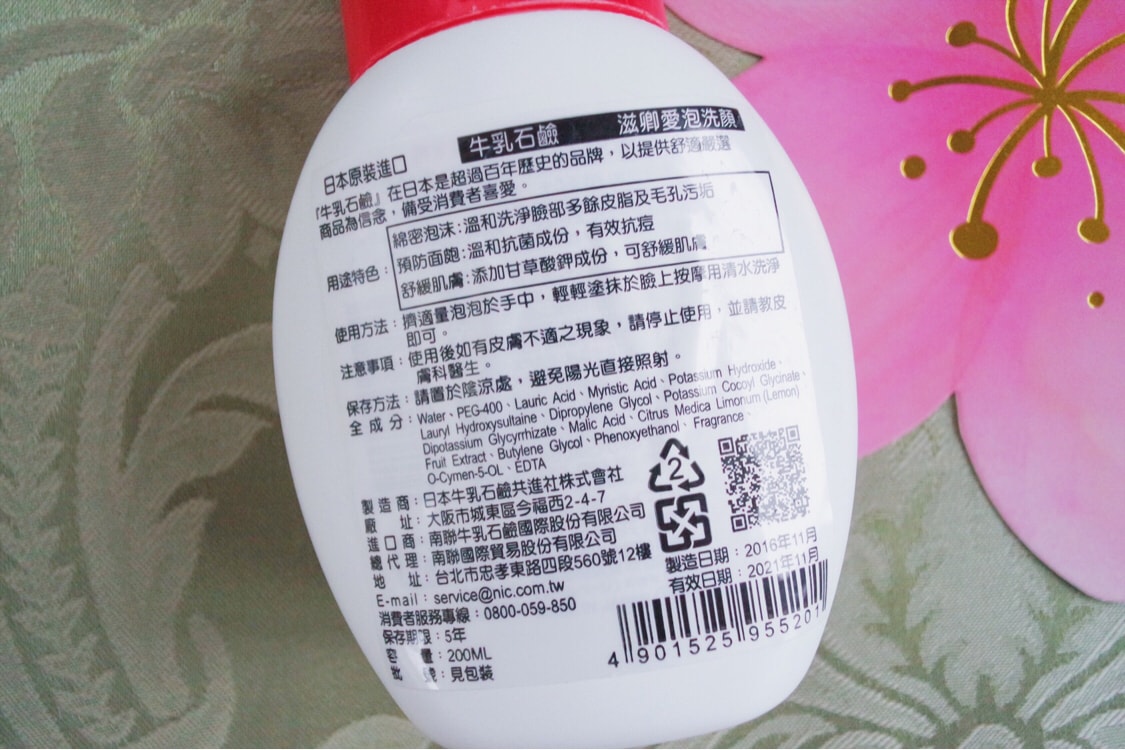 牛乳石鹼 滋卿愛泡洗顏
日本原裝進口
『牛乳石鹼』在日本是超過百年歷史的品牌，以提供舒適嚴選
商品為信念，備受消費者喜愛。
用途特色：
綿密泡沫：溫和洗淨臉部多餘皮脂及毛孔污垢
預防面皰：溫和抗菌成份，有效抗痘
舒緩肌膚：添加甘草酸鉀成份，可舒緩肌膚
使用方法：擠適量泡泡於手中，輕輕塗抹於臉上按摩用清水洗淨
即可。
注意事項：使用後如有皮膚不適之現象，請停止使用，並請教皮
膚科醫生。
保存方法：請置於陰涼處，避免陽光直接照射。
全成分：Water、PEG-400、Lauric Acid、Myristic Acid、Potassium Hydroxide、
Lauryl Hydroxysultaine、Dipropylene Glycol、Potassium Cocoyl Glycinate、
Dipotassium Glycyrrhizate、Malic Acid、Citrus Medica Limonum (Lemon)
Fruit Extract、Butylene Glycol、Phenoxyethanol、Fragrance、
O-Cymen-5-OL、EDTA
製造商：日本牛乳石鹼共進社株式會社
廠址：大阪市城東區今福西2-4-7
進口商：南聯牛乳石鹼國際股份有限公司
總代理：南聯國際貿易股份有限公司
地址：台北市忠孝東路四段560號12樓
E-mail：service@nic.com.tw
消費者服務專線：0800-059-850
保存期限：5年
容量：200ML
批號：見包裝
2
製造日期：2016年11月
有效日期：2021年11月
4 901525 955201